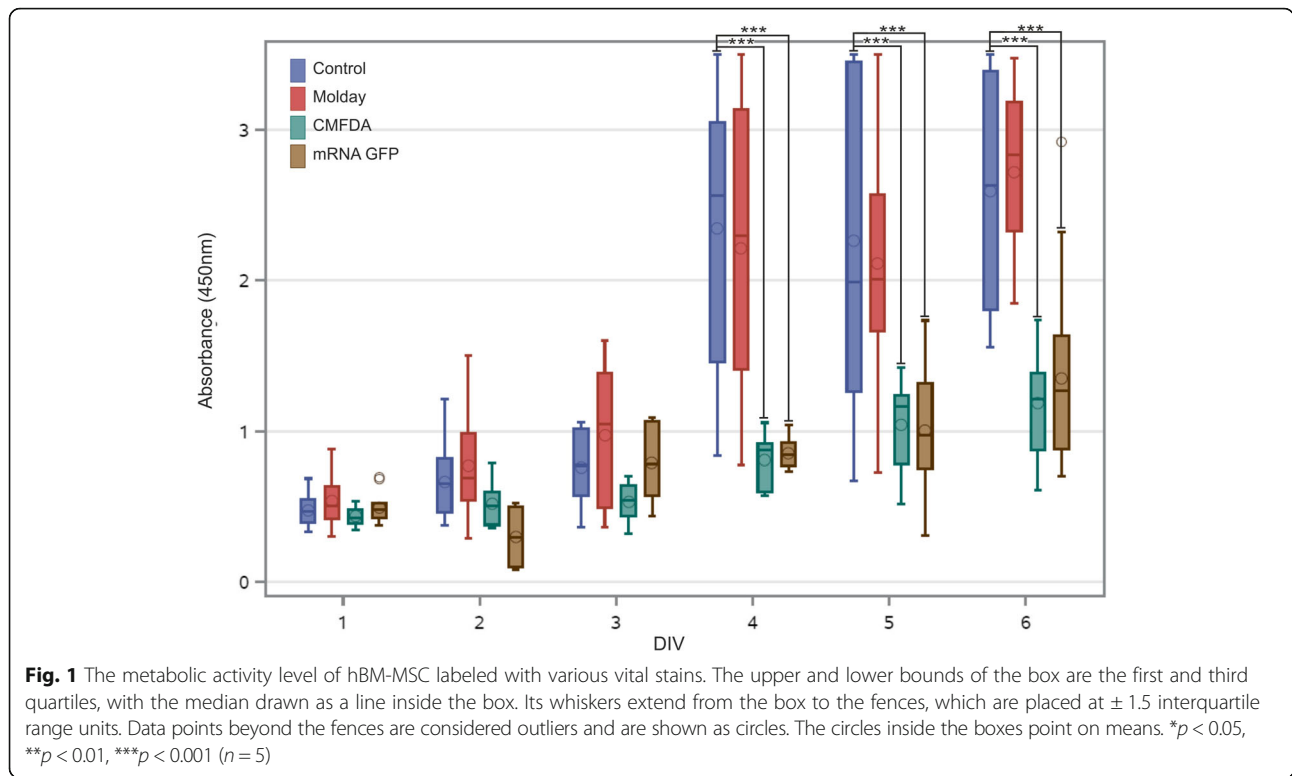 *** *** ***
*** *** ***
Control
Molday
CMFDA
mRNA GFP
Absorbance (450nm)
3
2
1
0
1 2 3 4 5 6
DIV
Fig. 1 The metabolic activity level of hBM-MSC labeled with various vital stains. The upper and lower bounds of the box are the first and third
quartiles, with the median drawn as a line inside the box. Its whiskers extend from the box to the fences, which are placed at ± 1.5 interquartile
range units. Data points beyond the fences are considered outliers and are shown as circles. The circles inside the boxes point on means. *p < 0.05,
**p < 0.01, ***p < 0.001 (n = 5)